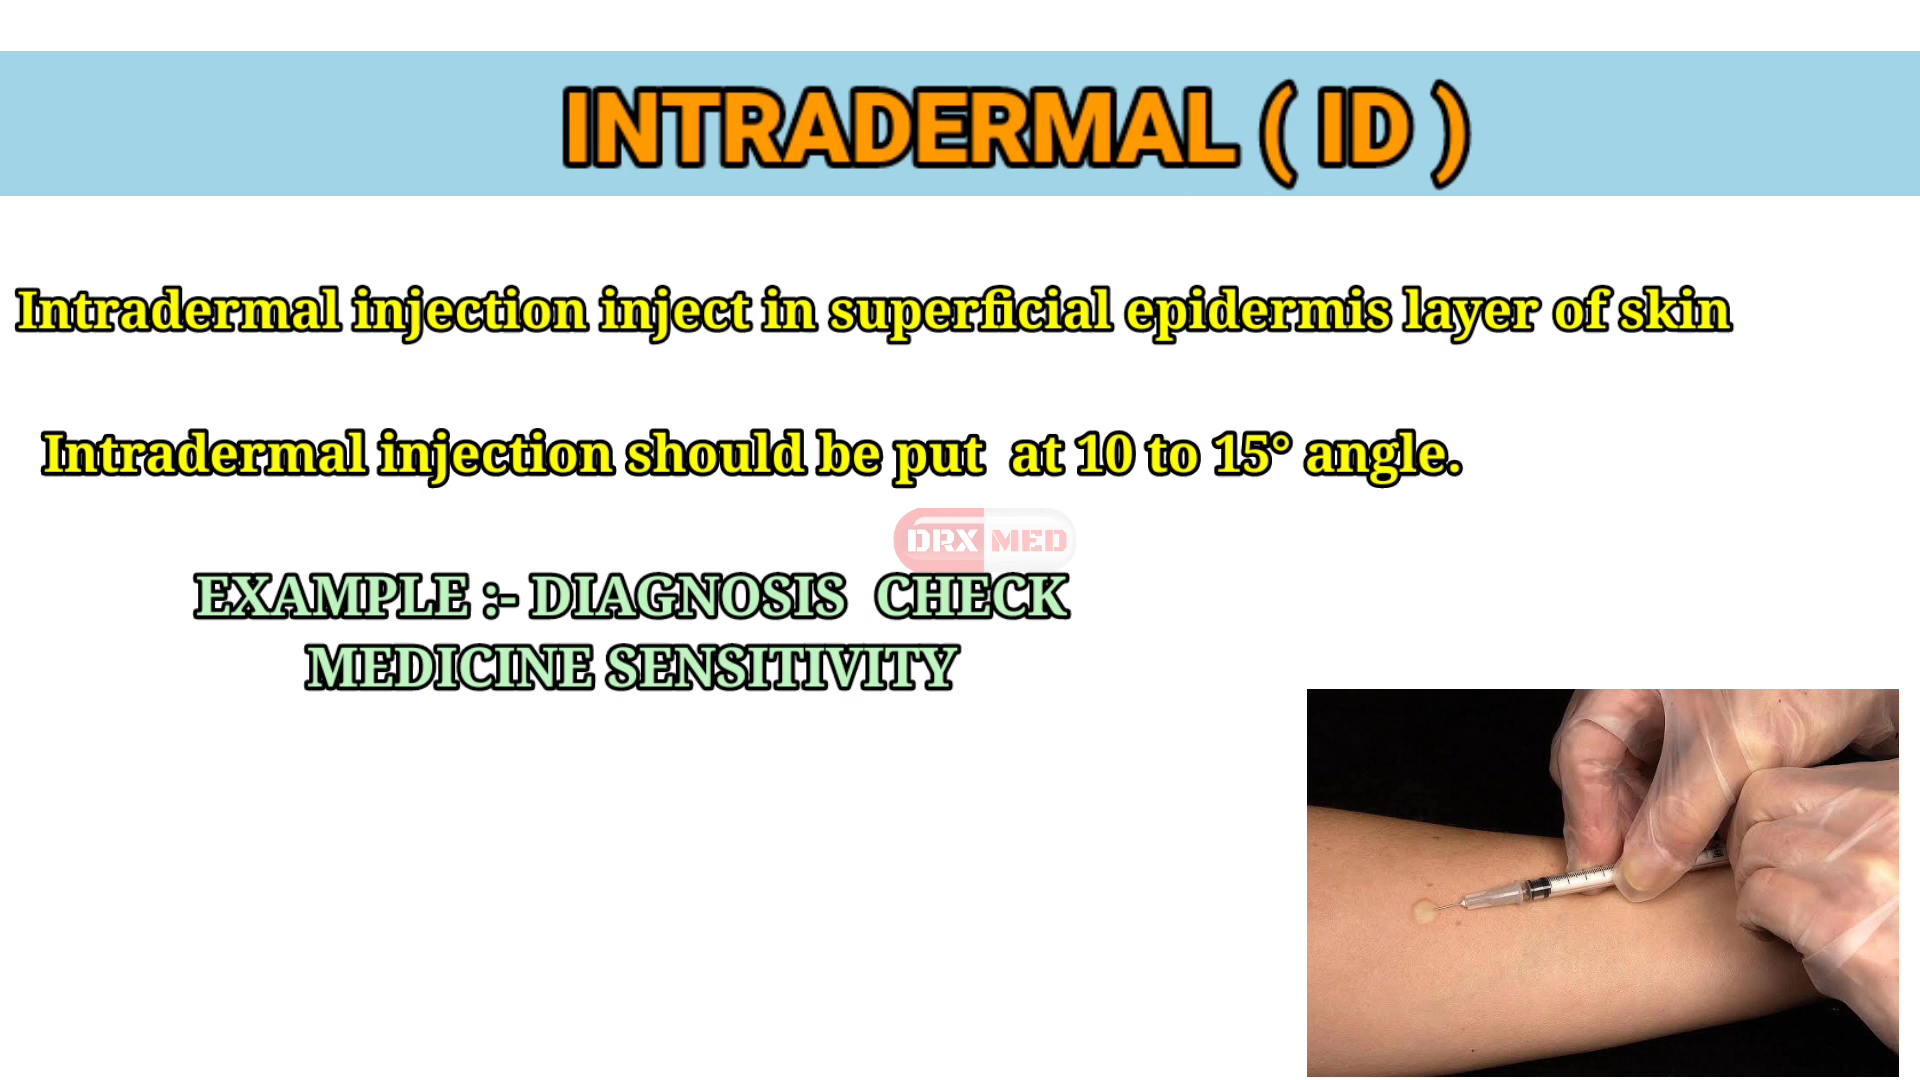 INTRADERMAL ( ID )
Intradermal injection inject in superficial epidermis layer of skin
Intradermal injection should be put  at 10 to 15° angle.
DRX MED
EXAMPLE :- DIAGNOSIS  CHECK
MEDICINE SENSITIVITY